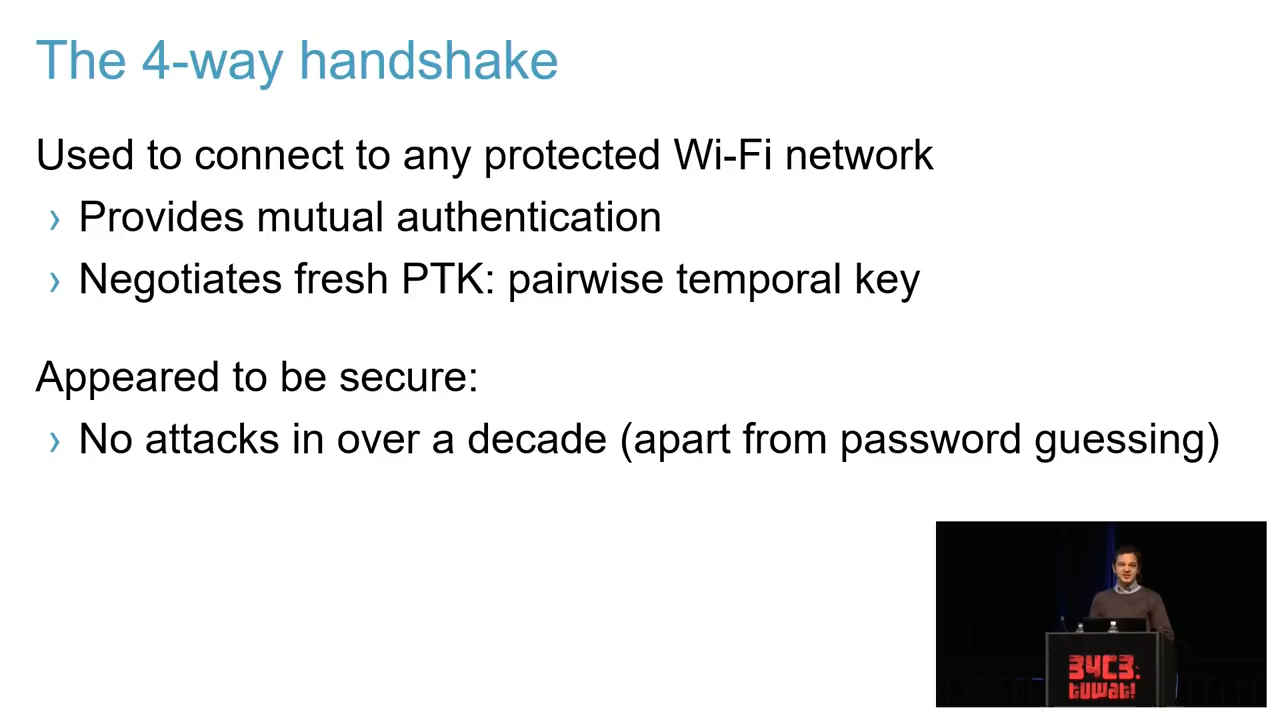 The 4-way handshake
Used to connect to any protected Wi-Fi network
› Provides mutual authentication
› Negotiates fresh PTK: pairwise temporal key
Appeared to be secure:
› No attacks in over a decade (apart from password guessing)
34C3:
tuwat!